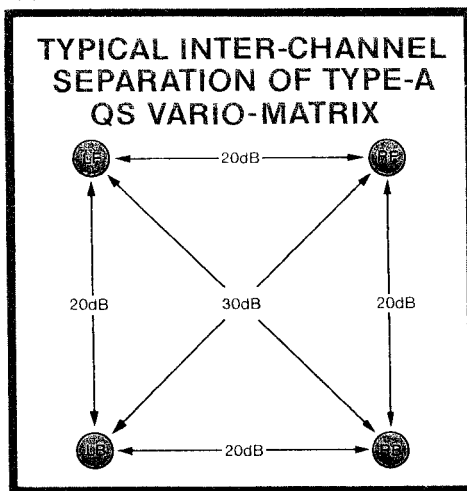 TYPICAL INTER-CHANNEL
SEPARATION OF TYPE-A
QS VARIO-MATRIX
LF
20dB
RF
20dB
30dB
20dB
LB
20dB
RB